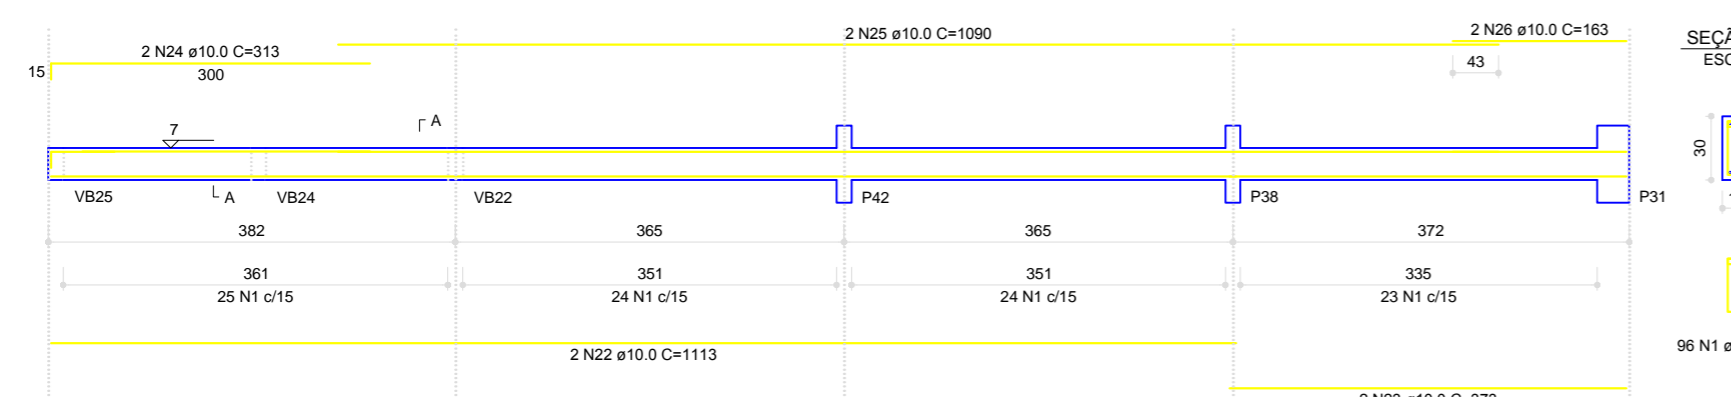 2 N24 ø10.0 C=313
2 N25 ø10.0 C=1090
2 N26 ø10.0 C=163
15
300
43
A
7
A
VB25
VB24
VB22
P42
P38
P31
382
365
365
372
361
351
351
335
25 N1 c/15
24 N1 c/15
24 N1 c/15
23 N1 c/15
2 N22 ø10.0 C=1113
30
96 N1 ø